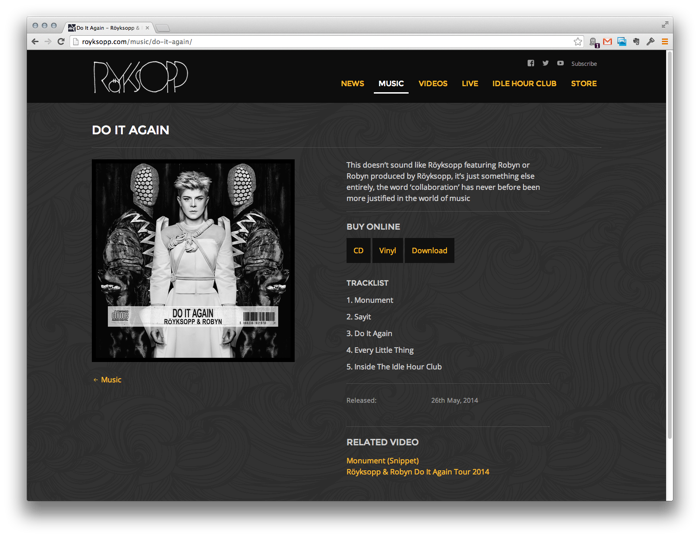 Do It Again – Röyksopp &
royksopp.com/music/do-it-again/
RÖYKSOPP
Subscribe
NEWS MUSIC VIDEOS LIVE IDLE HOUR CLUB STORE
DO IT AGAIN
DO IT AGAIN
RÖYKSOPP & ROBYN
← Music
This doesn't sound like Röyksopp featuring Robyn or
Robyn produced by Röyksopp, it's just something else
entirely, the word 'collaboration' has never before been
more justified in the world of music
BUY ONLINE
CD Vinyl Download
TRACKLIST
1. Monument
2. Sayit
3. Do It Again
4. Every Little Thing
5. Inside The Idle Hour Club
Released: 26th May, 2014
RELATED VIDEO
Monument (Snippet)
Röyksopp & Robyn Do It Again Tour 2014